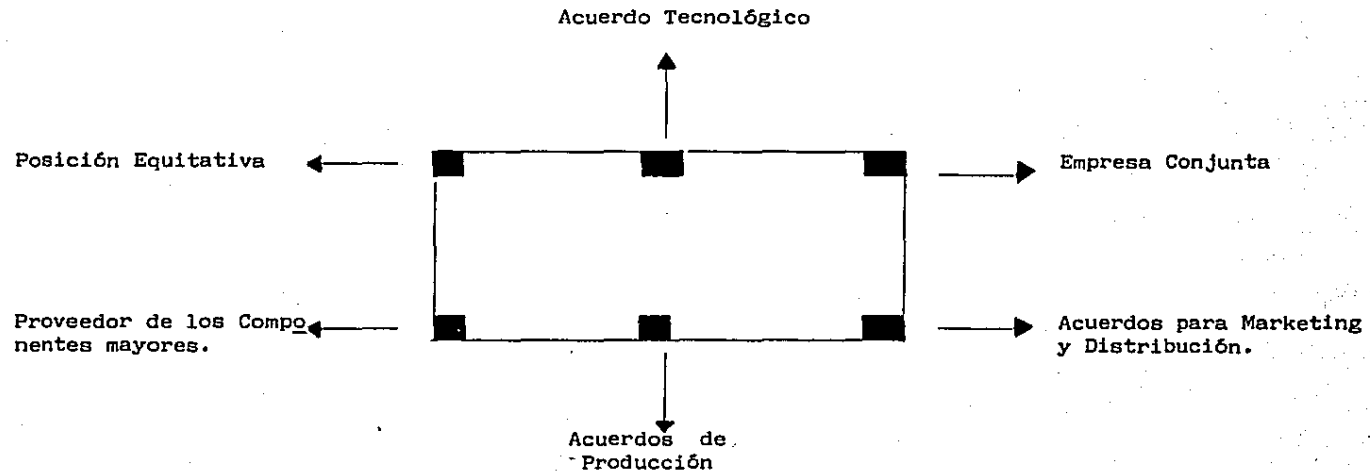 Acuerdo Tecnológico
Posición Equitativa
Empresa Conjunta
Proveedor de los Compo
nentes mayores.
Acuerdos para Marketing
y Distribución.
Acuerdos de
Producción